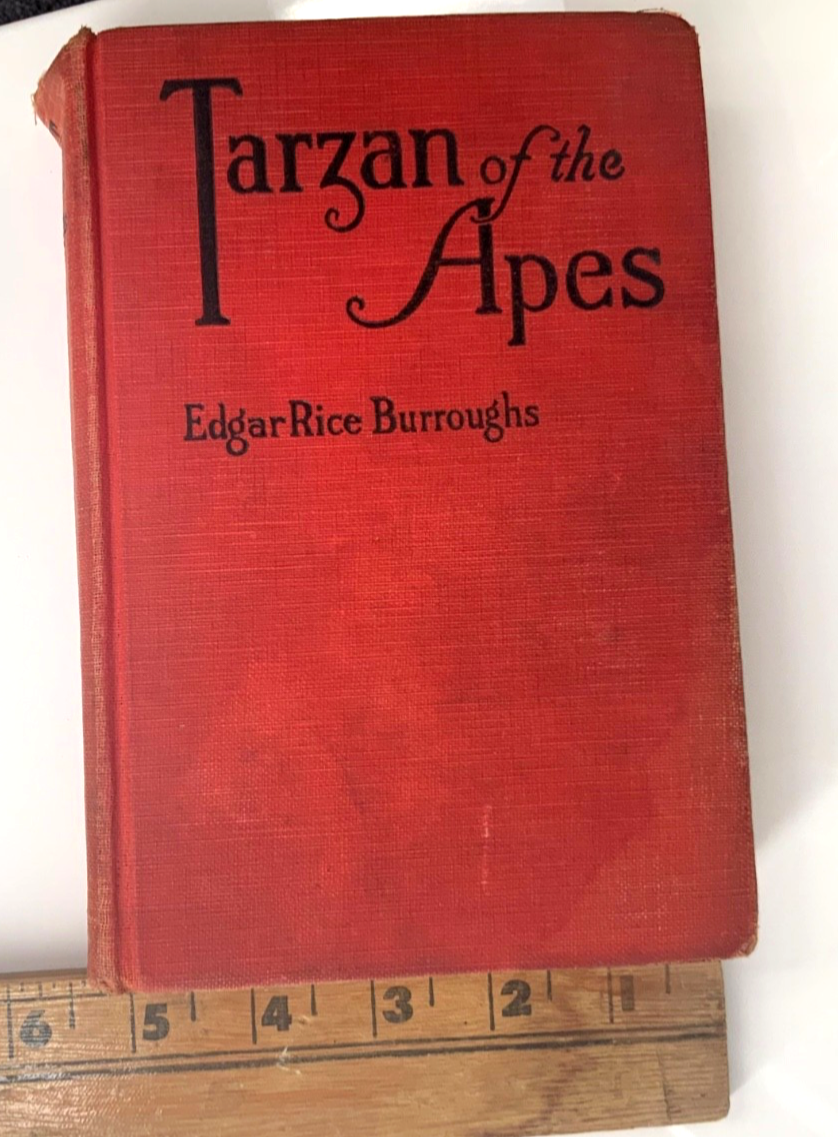 Tarzan of the
Apes
Edgar Rice Burroughs
6 5 4 3 2 1